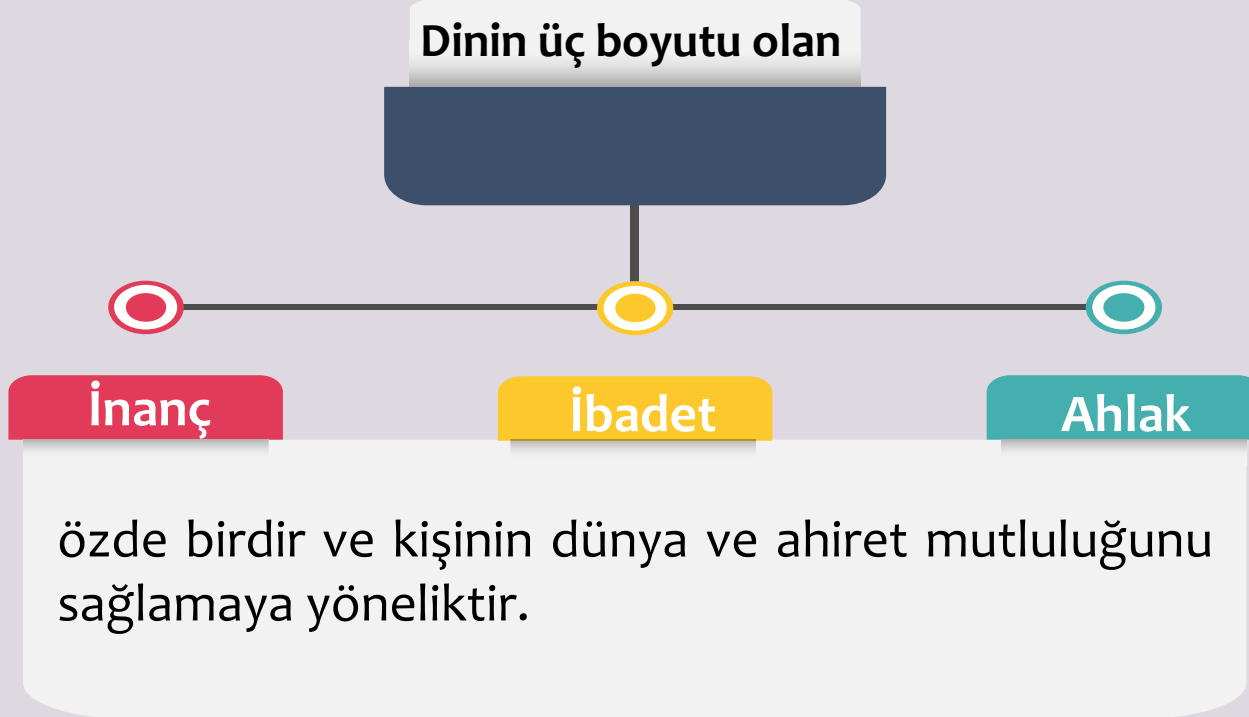 Dinin üç boyutu olan
İnanç
İbadet
Ahlak
özde birdir ve kişinin dünya ve ahiret mutluluğunu
sağlamaya yöneliktir.